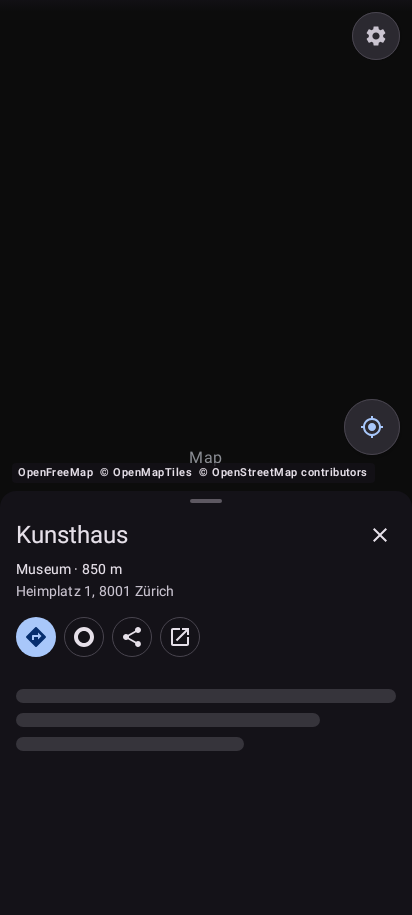 Map
OpenFreeMap © OpenMapTiles © OpenStreetMap contributors
Kunsthaus
Museum · 850 m
Heimplatz 1, 8001 Zürich